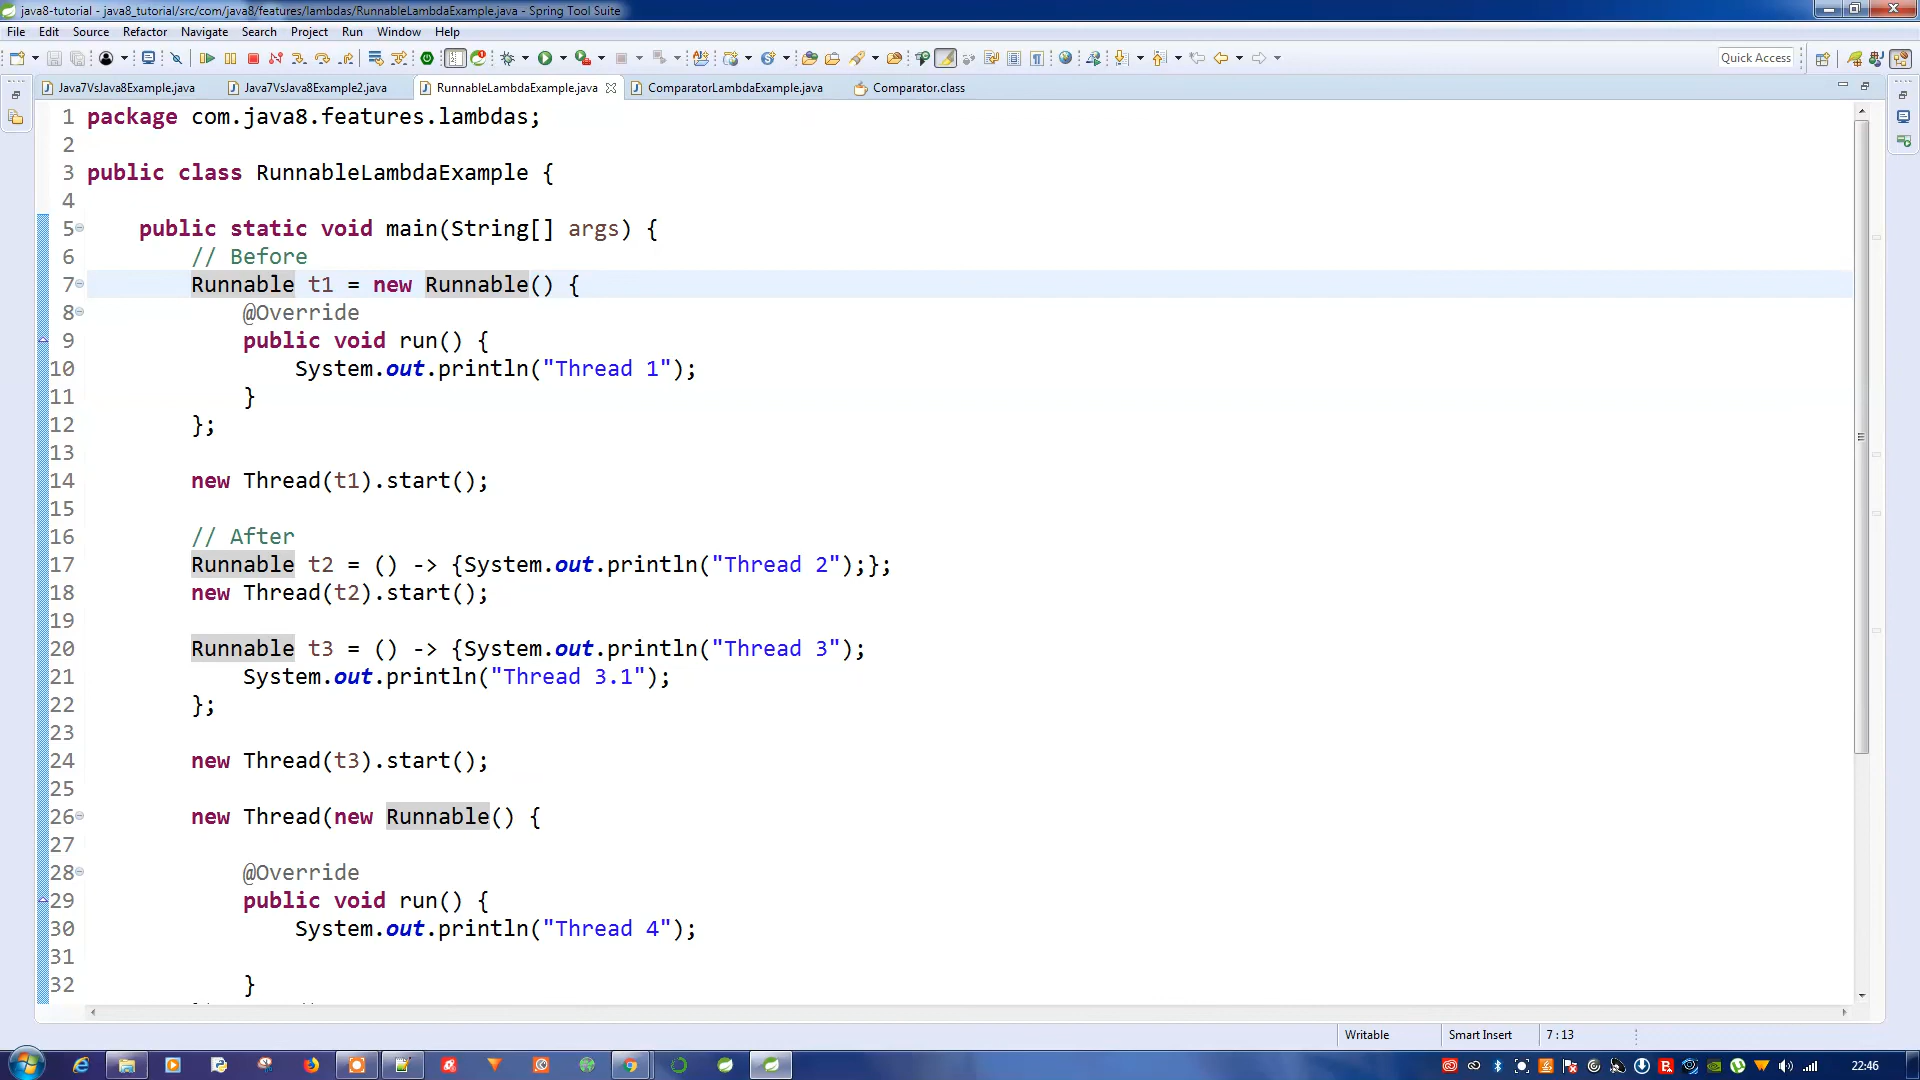 java8-tutorial - java8_tutorial/src/com/java8/features/lambdas/RunnableLambdaExample.java - Spring Tool Suite
File Edit Source Refactor Navigate Search Project Run Window Help
Quick Access
Java7VsJava8Example.java Java7VsJava8Example2.java RunnableLambdaExample.java ComparatorLambdaExample.java Comparator.class
1 package com.java8.features.lambdas;
2
3 public class RunnableLambdaExample {
4
5 public static void main(String[] args) {
6 // Before
7 Runnable t1 = new Runnable() {
8 @Override
9 public void run() {
10 System.out.println("Thread 1");
11 }
12 };
13
14 new Thread(t1).start();
15
16 // After
17 Runnable t2 = () -> {System.out.println("Thread 2");};
18 new Thread(t2).start();
19
20 Runnable t3 = () -> {System.out.println("Thread 3");
21 System.out.println("Thread 3.1");
22 };
23
24 new Thread(t3).start();
25
26 new Thread(new Runnable() {
27
28 @Override
29 public void run() {
30 System.out.println("Thread 4");
31
32 }
Writable Smart Insert 7 : 13
22:46